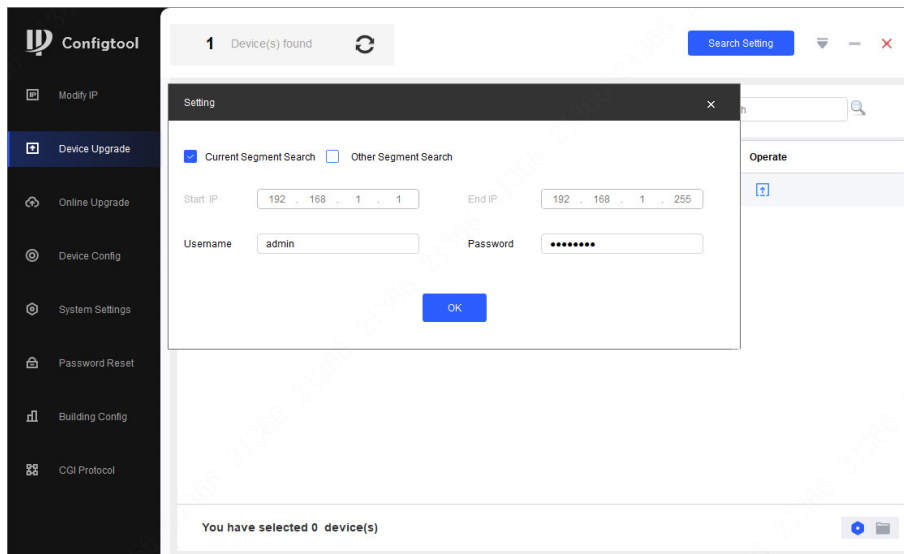 Configtool
1 Device(s) found
Search Setting
Modify IP
Device Upgrade
Online Upgrade
Device Config
System Settings
Password Reset
Building Config
CGI Protocol
Setting
Current Segment Search
Other Segment Search
Start IP 192 . 168 . 1 . 1
End IP 192 . 168 . 1 . 255
Username admin
Password ••••••••
OK
Operate
You have selected 0 device(s)